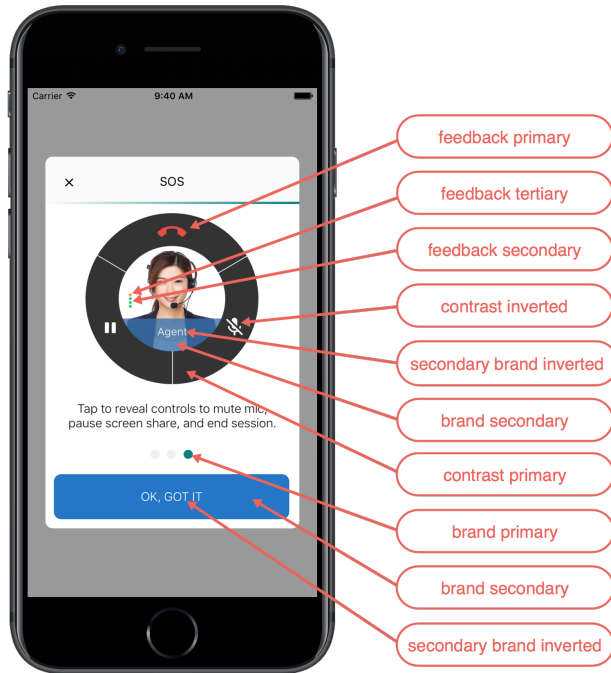 Carrier
9:40 AM
SOS
Agent
Tap to reveal controls to mute mic,
pause screen share, and end session.
OK, GOT IT
feedback primary
feedback tertiary
feedback secondary
contrast inverted
secondary brand inverted
brand secondary
contrast primary
brand primary
brand secondary
secondary brand inverted